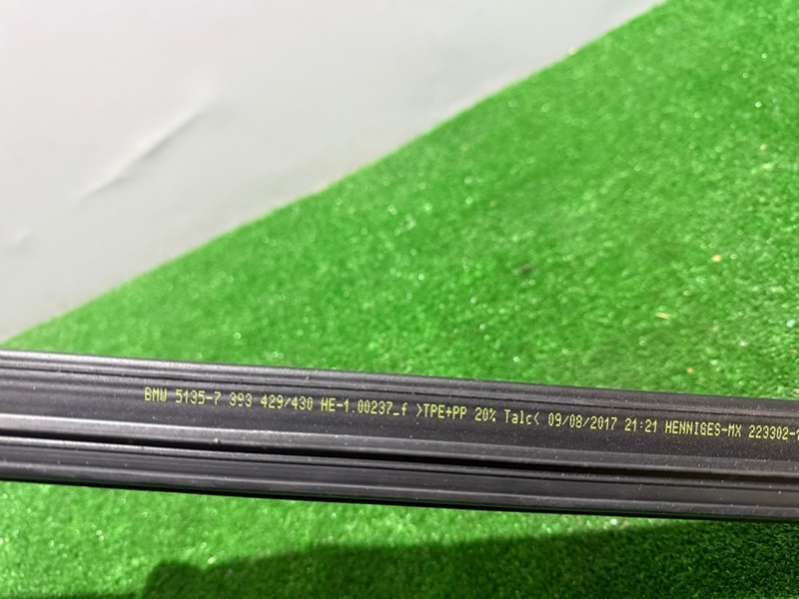 BMW 5135-7 393 429/430 HE-1.00237_f >TPE+PP 20% Talc< 09/08/2017 21:21 HENNIGES-MX 223302-